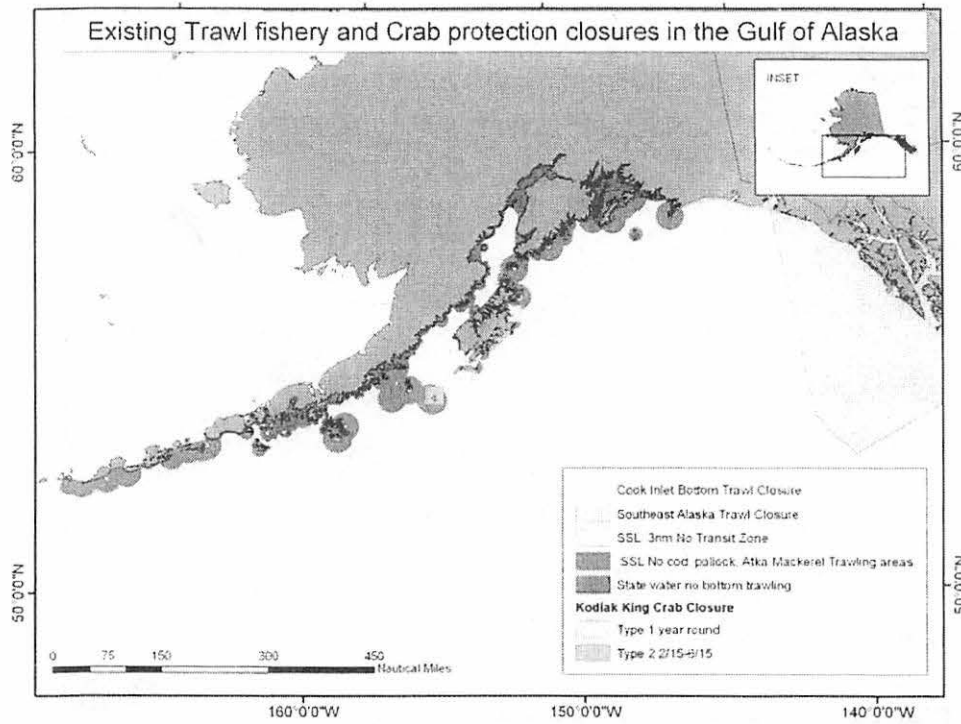 Existing Trawl fishery and Crab protection closures in the Gulf of Alaska
INSET
60°0'0"N
60°0'0"N
Cook Inlet Bottom Trawl Closure
Southeast Alaska Trawl Closure
SSL 3nm No Transit Zone
SSL No cod, pollock, Atka Mackerel Trawling areas
State water no bottom trawling
Kodiak King Crab Closure
Type 1 year round
Type 2 2/15-6/15
50°0'0"N
50°0'0"N
0 75 150 300 450
Nautical Miles
160°0'0"W 150°0'0"W 140°0'0"W